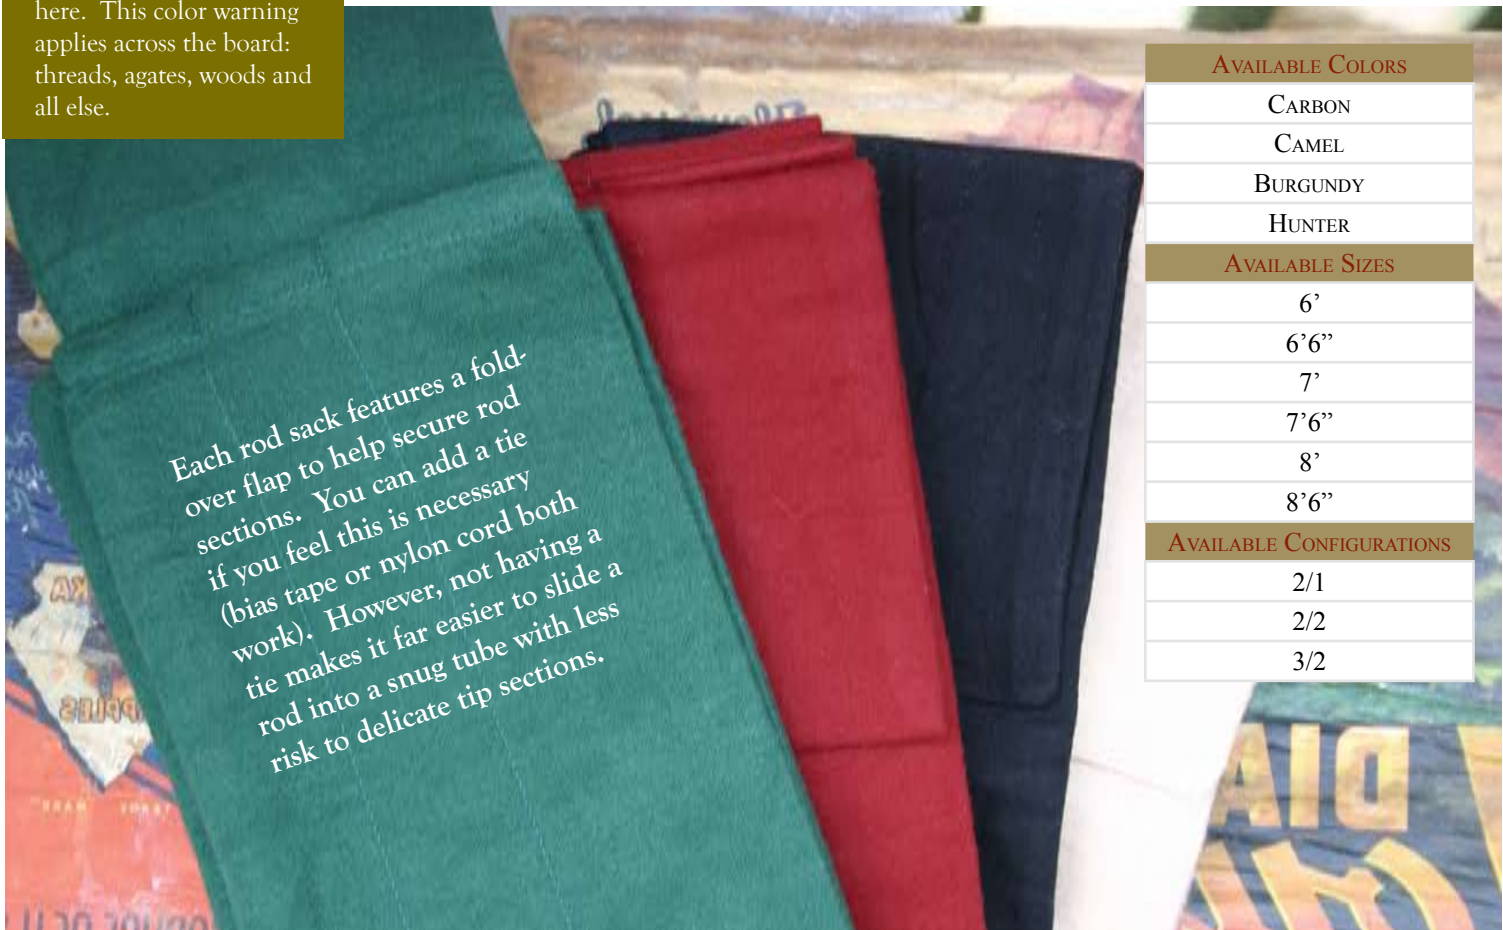 here. This color warning
applies across the board:
threads, agates, woods and
all else.
Each rod sack features a fold-
over flap to help secure rod
sections. You can add a tie
if you feel this is necessary
(bias tape or nylon cord both
work). However, not having a
tie makes it far easier to slide a
rod into a snug tube with less
risk to delicate tip sections.
Available Colors
Carbon
Camel
Burgundy
Hunter
Available Sizes
6’
6’6”
7’
7’6”
8’
8’6”
Available Configurations
2/1
2/2
3/2